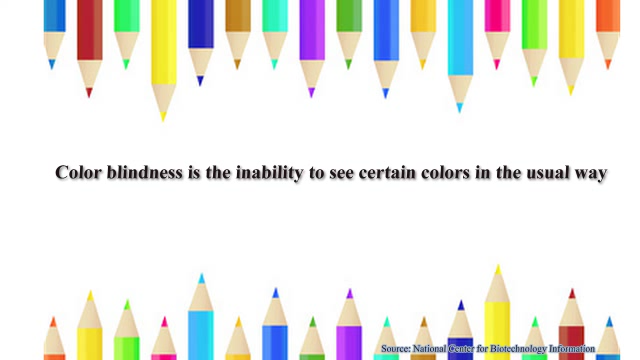 Color blindness is the inability to see certain colors in the usual way
Source: National Center for Biotechnology Information